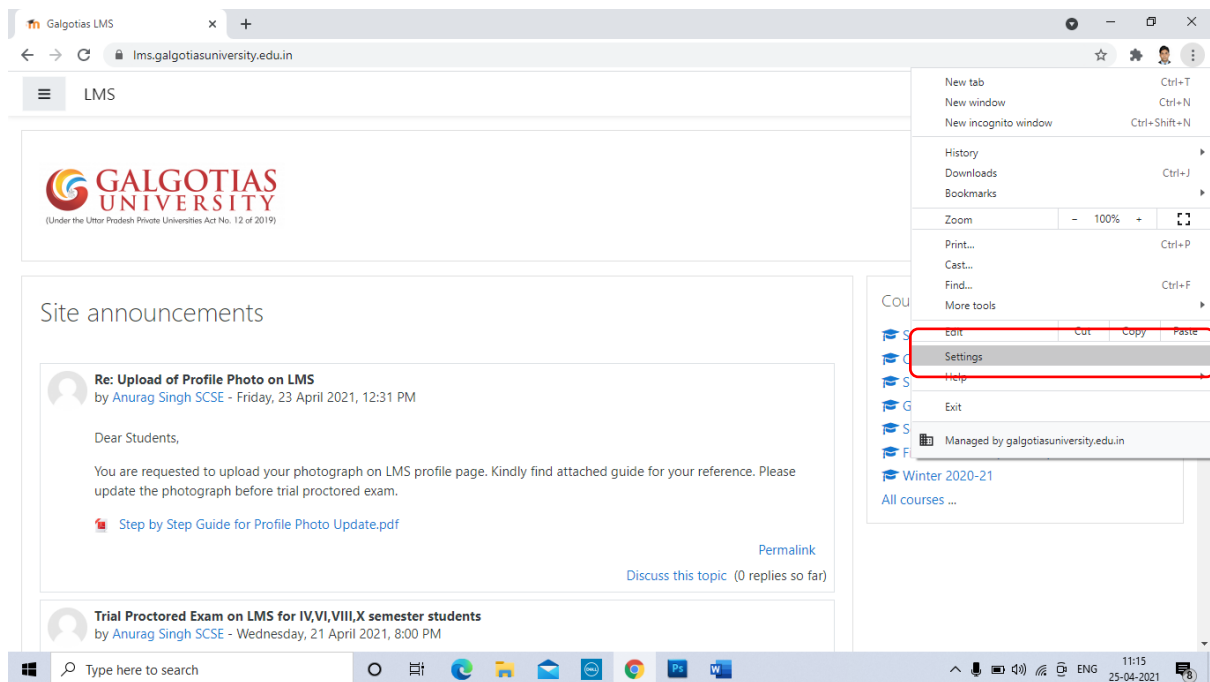 Galgotias LMS
lms.galgotiasuniversity.edu.in
LMS
GALGOTIAS
UNIVERSITY
(Under the Uttar Pradesh Private Universities Act No. 12 of 2019)
Site announcements
Re: Upload of Profile Photo on LMS
by Anurag Singh SCSE - Friday, 23 April 2021, 12:31 PM
Dear Students,
You are requested to upload your photograph on LMS profile page. Kindly find attached guide for your reference. Please
update the photograph before trial proctored exam.
Step by Step Guide for Profile Photo Update.pdf
Permalink
Discuss this topic (0 replies so far)
Trial Proctored Exam on LMS for IV,VI,VIII,X semester students
by Anurag Singh SCSE - Wednesday, 21 April 2021, 8:00 PM
Cou
S
C
S
G
S
F
Winter 2020-21
All courses ...
New tab Ctrl+T
New window Ctrl+N
New incognito window Ctrl+Shift+N
History
Downloads Ctrl+J
Bookmarks
Zoom - 100% +
Print... Ctrl+P
Cast...
Find... Ctrl+F
More tools
Edit Cut Copy Paste
Settings
Help
Exit
Managed by galgotiasuniversity.edu.in
Type here to search
DELL
Ps
W
ENG
11:15
25-04-2021
8